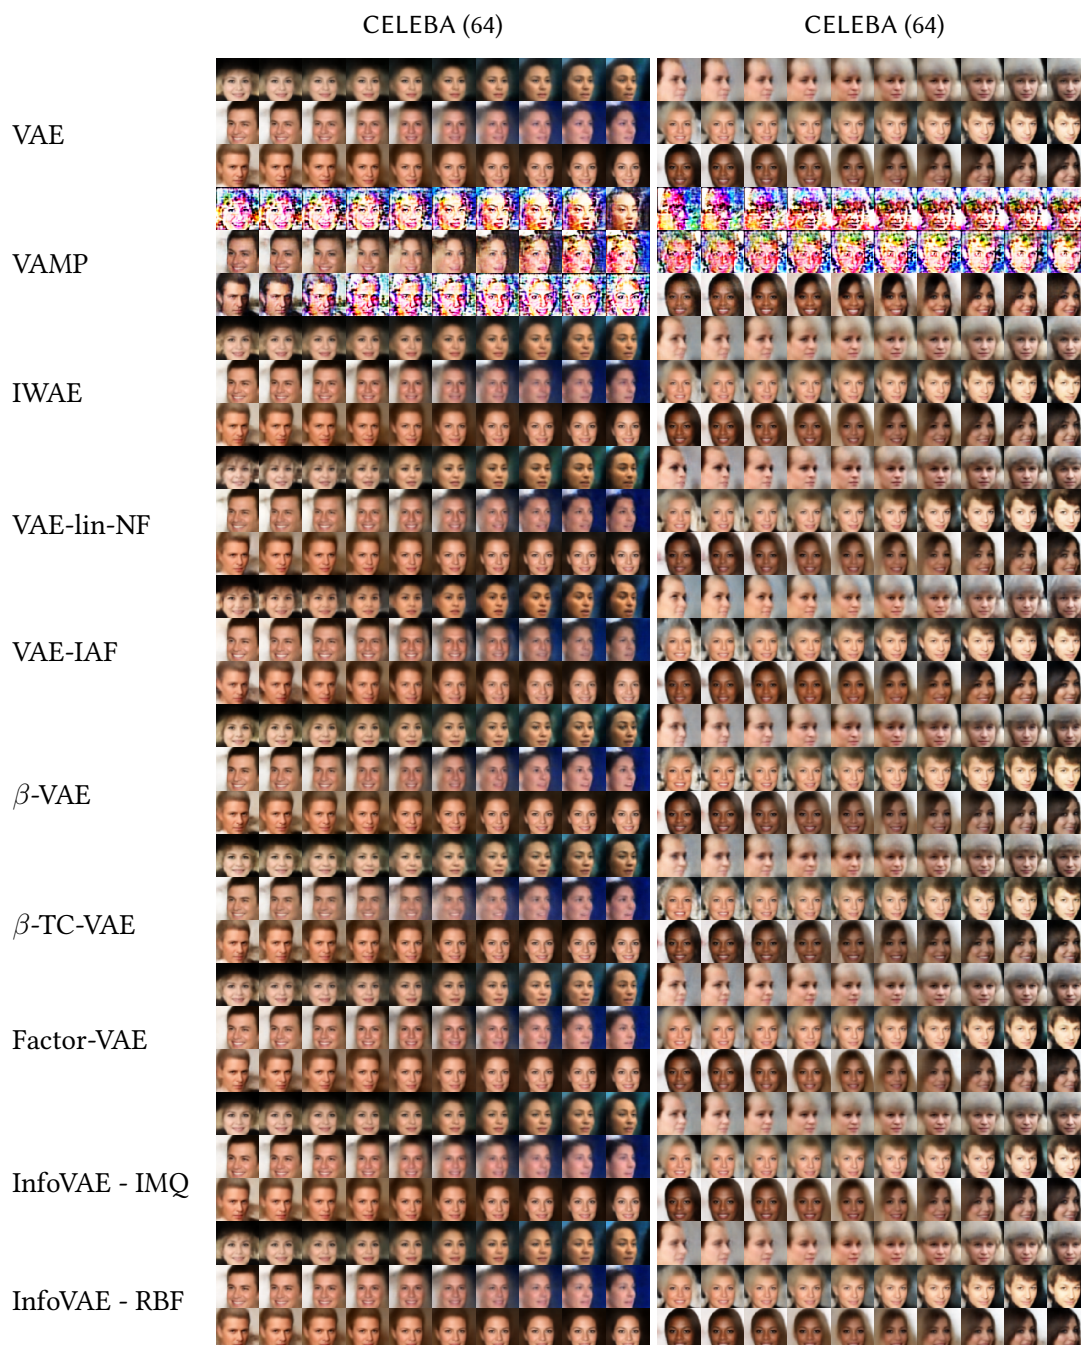 CELEBA (64) CELEBA (64)
VAE
VAMP
IWAE
VAE-lin-NF
VAE-IAF
β-VAE
β-TC-VAE
Factor-VAE
InfoVAE - IMQ
InfoVAE - RBF